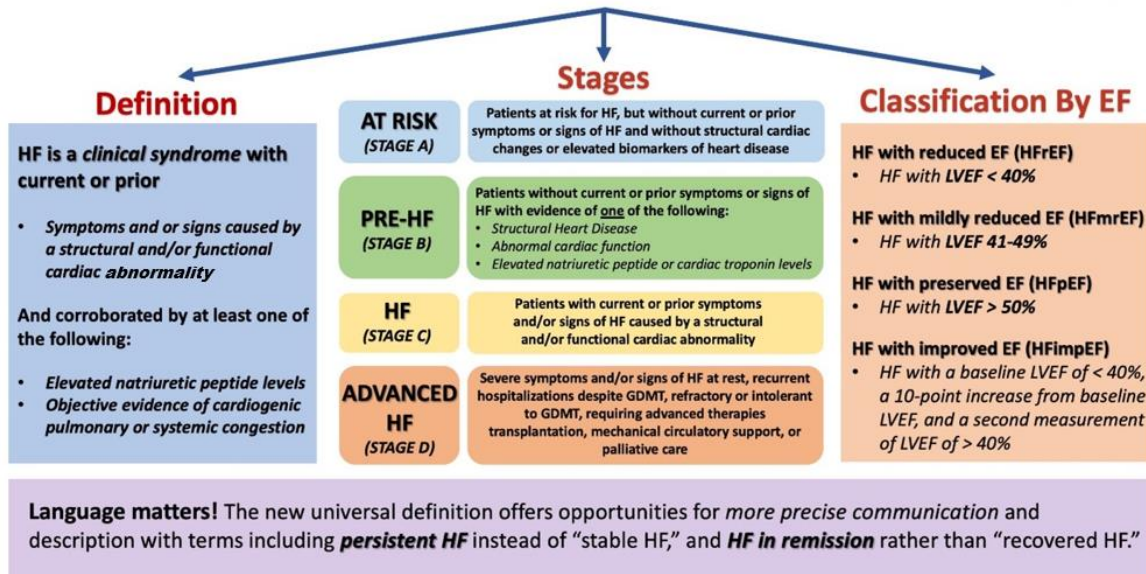 Definition
HF is a clinical syndrome with
current or prior
• Symptoms and or signs caused by
a structural and/or functional
cardiac abnormality
And corroborated by at least one of
the following:
• Elevated natriuretic peptide levels
• Objective evidence of cardiogenic
pulmonary or systemic congestion
Stages
AT RISK
(STAGE A)
Patients at risk for HF, but without current or prior
symptoms or signs of HF and without structural cardiac
changes or elevated biomarkers of heart disease
PRE-HF
(STAGE B)
Patients without current or prior symptoms or signs of
HF with evidence of one of the following:
• Structural Heart Disease
• Abnormal cardiac function
• Elevated natriuretic peptide or cardiac troponin levels
HF
(STAGE C)
Patients with current or prior symptoms
and/or signs of HF caused by a structural
and/or functional cardiac abnormality
ADVANCED
HF
(STAGE D)
Severe symptoms and/or signs of HF at rest, recurrent
hospitalizations despite GDMT, refractory or intolerant
to GDMT, requiring advanced therapies
transplantation, mechanical circulatory support, or
palliative care
Classification By EF
HF with reduced EF (HFrEF)
• HF with LVEF < 40%
HF with mildly reduced EF (HFmrEF)
• HF with LVEF 41-49%
HF with preserved EF (HFpEF)
• HF with LVEF > 50%
HF with improved EF (HFimpEF)
• HF with a baseline LVEF of < 40%,
a 10-point increase from baseline
LVEF, and a second measurement
of LVEF of > 40%
Language matters! The new universal definition offers opportunities for more precise communication and
description with terms including persistent HF instead of “stable HF,” and HF in remission rather than “recovered HF.”